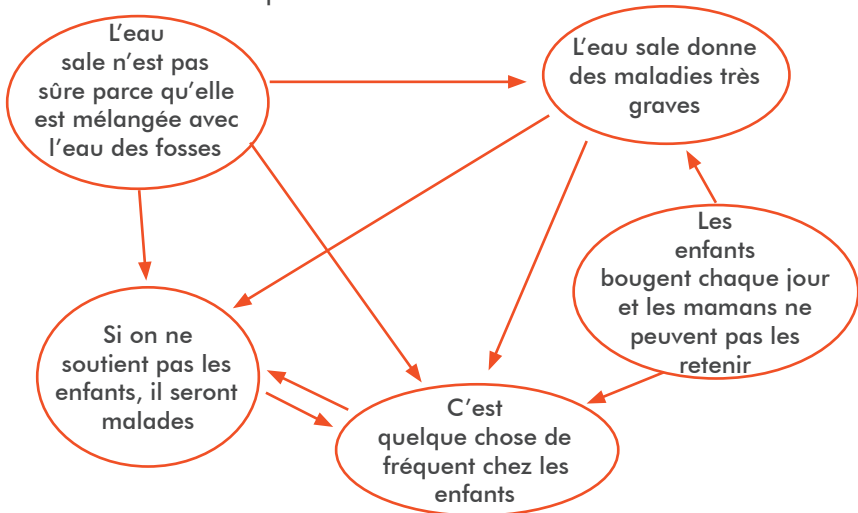 L'eau
sale n'est pas
sûre parce qu'elle
est mélangée avec
l'eau des fosses
L'eau sale donne
des maladies très
graves
Les
enfants
bougent chaque jour
et les mamans ne
peuvent pas les
retenir
Si on ne
soutient pas les
enfants, il seront
malades
C'est
quelque chose de
fréquent chez les
enfants